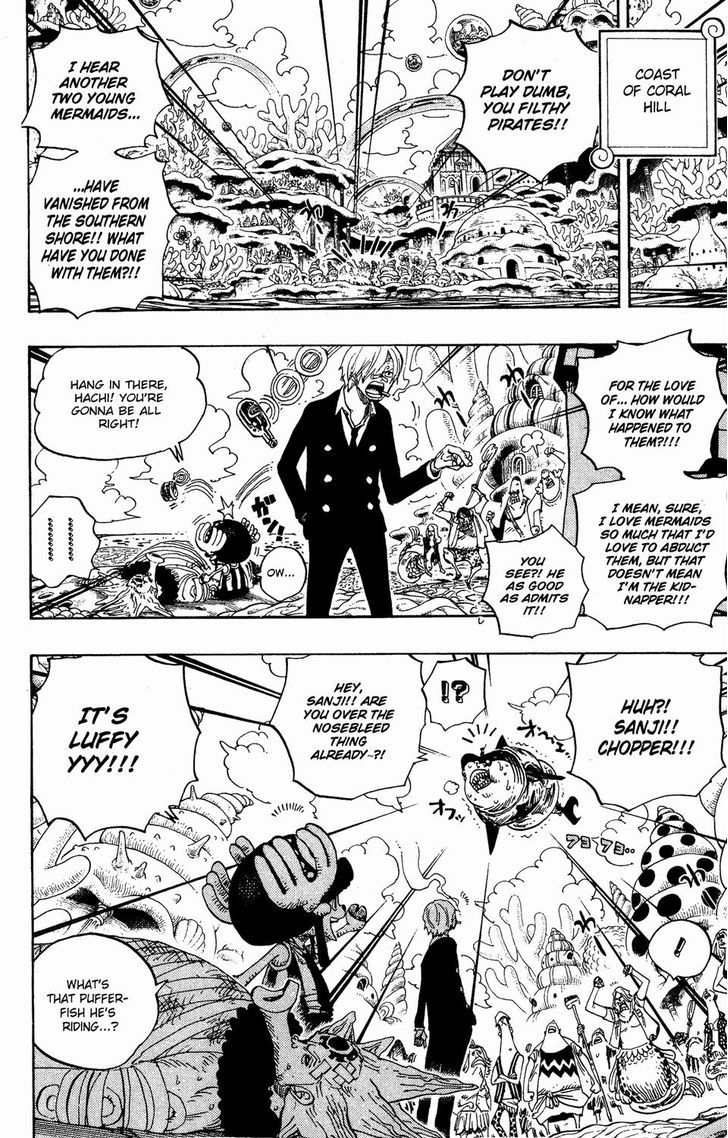 COAST
OF CORAL
HILL
DON'T
PLAY DUMB,
YOU FILTHY
PIRATES!!
I HEAR
ANOTHER
TWO YOUNG
MERMAIDS...
...HAVE
VANISHED FROM
THE SOUTHERN
SHORE!! WHAT
HAVE YOU DONE
WITH THEM?!!
FOR THE LOVE
OF... HOW WOULD
I KNOW WHAT
HAPPENED TO
THEM?!!!
I MEAN, SURE,
I LOVE MERMAIDS
SO MUCH THAT I'D
LOVE TO ABDUCT
THEM, BUT THAT
DOESN'T MEAN
I'M THE KID-
NAPPER!!!
YOU
SEE?! HE
AS GOOD
AS ADMITS
IT!!
HANG IN THERE,
HACHI! YOU'RE
GONNA BE ALL
RIGHT!
OW...
HUH?!
SANJI!!
CHOPPER!!!
!?
HEY,
SANJI!! ARE
YOU OVER THE
NOSEBLEED
THING
ALREADY~?!
IT'S
LUFFY
YYY!!!
フヨフヨ..
!
WHAT'S
THAT PUFFER-
FISH HE'S
RIDING...?